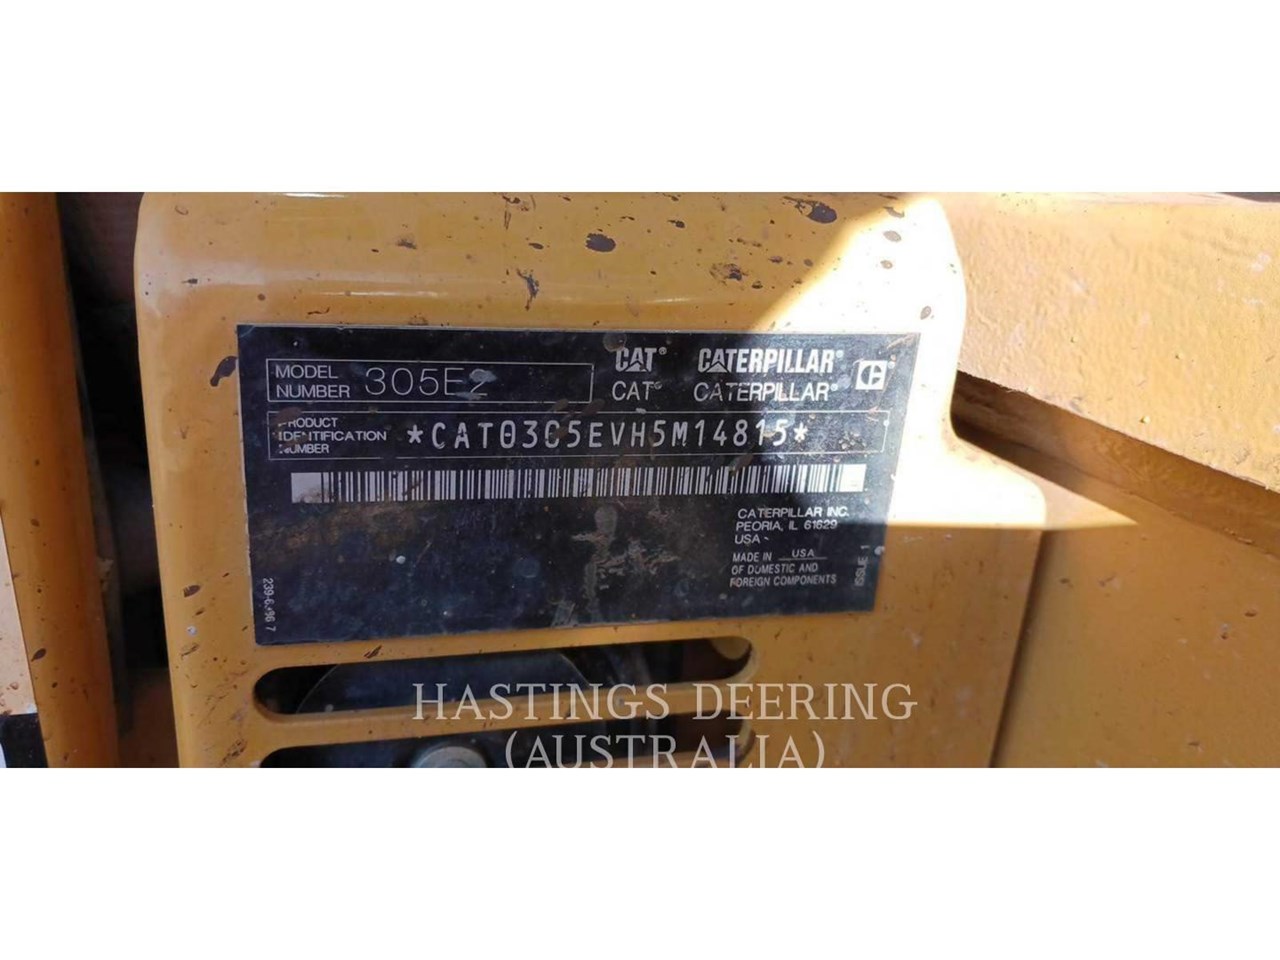 MODEL NUMBER 305E2
CAT® CATERPILLAR®
CAT® CATERPILLAR®
PRODUCT
IDENTIFICATION
NUMBER
*CAT03C5EVH5M14815*
CATERPILLAR INC.
PEORIA, IL 61629
USA
MADE IN USA
OF DOMESTIC AND
FOREIGN COMPONENTS
ISSUE 1
HASTINGS DEERING
(AUSTRALIA)